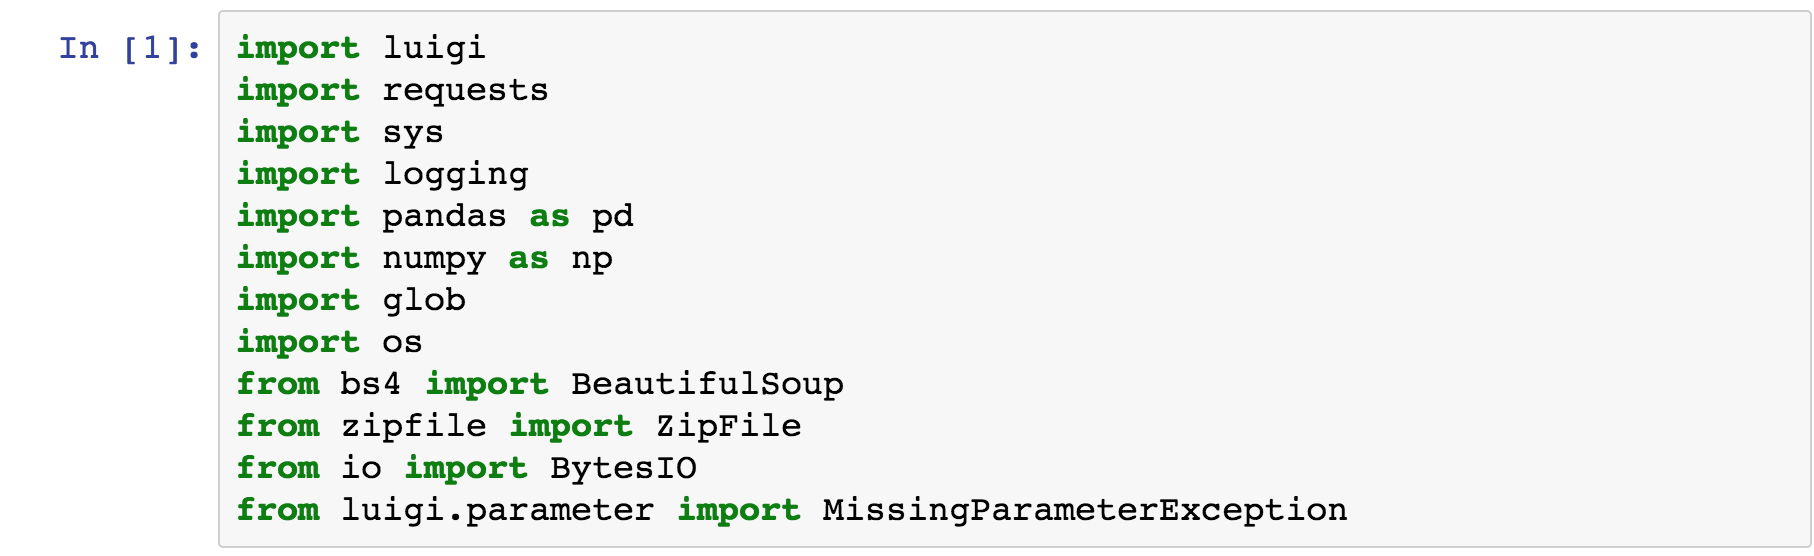 In [1]: import luigi
import requests
import sys
import logging
import pandas as pd
import numpy as np
import glob
import os
from bs4 import BeautifulSoup
from zipfile import ZipFile
from io import BytesIO
from luigi.parameter import MissingParameterException